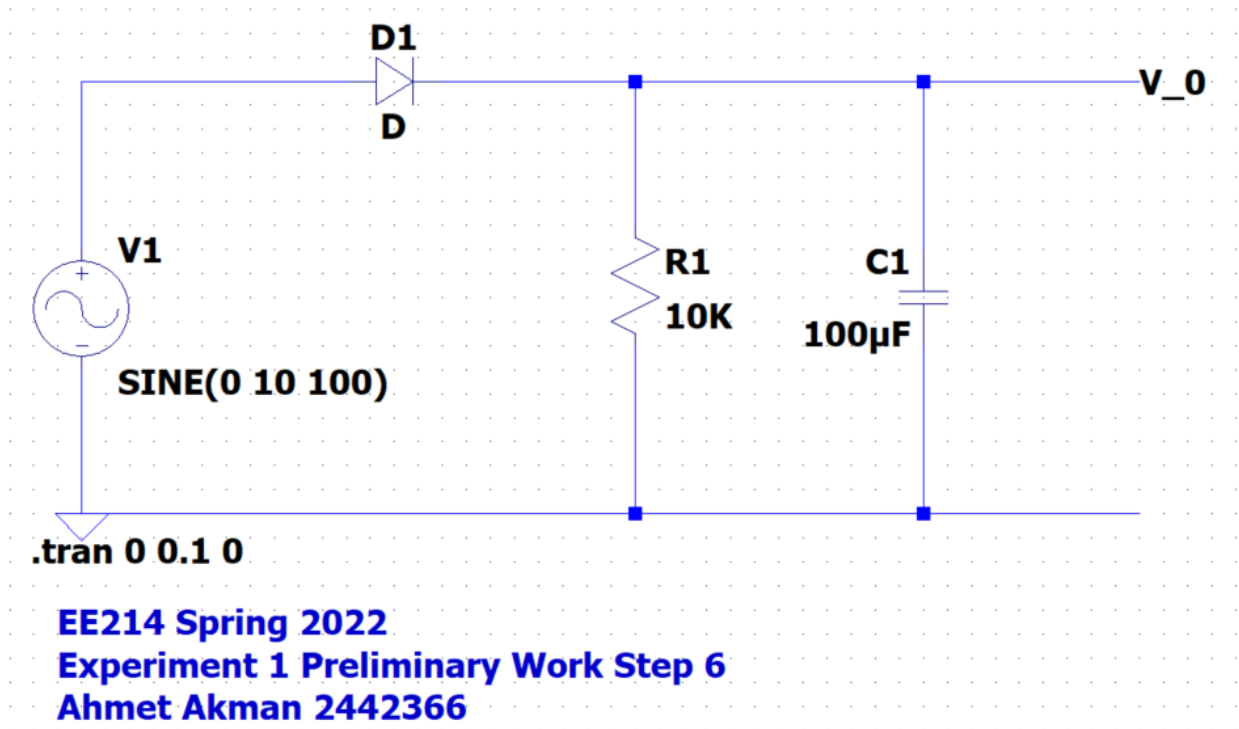 D1
D
V_0
V1
R1
C1
10K
100µF
SINE(0 10 100)
.tran 0 0.1 0
EE214 Spring 2022
Experiment 1 Preliminary Work Step 6
Ahmet Akman 2442366